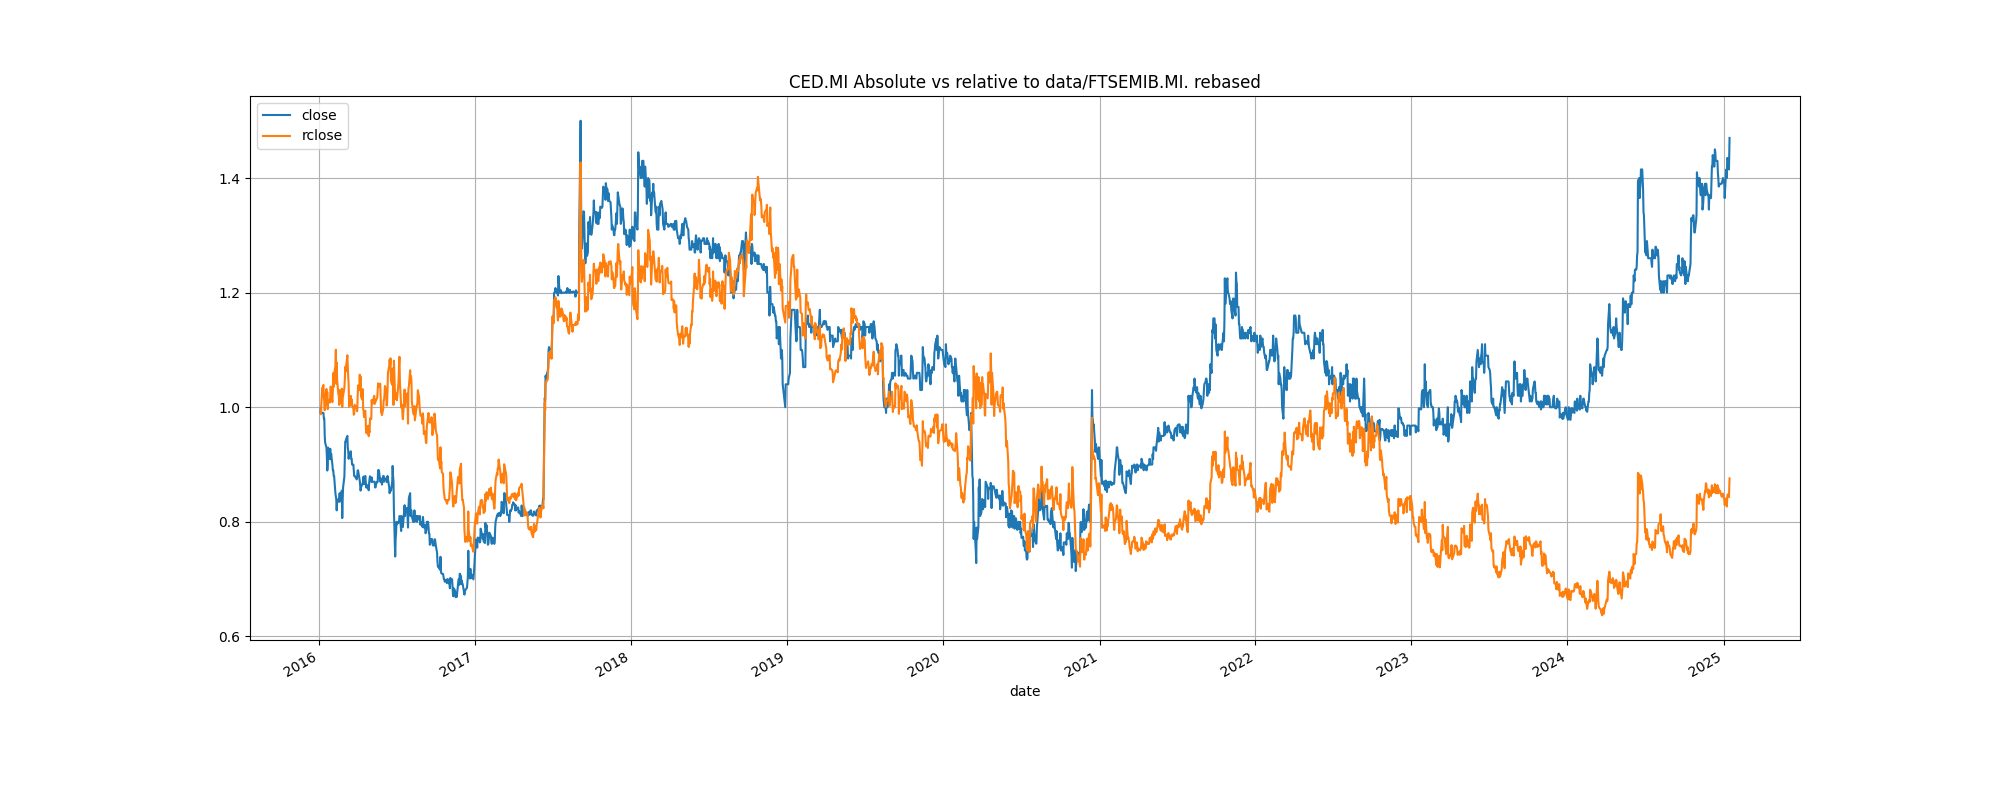 CED.MI Absolute vs relative to data/FTSEMIB.MI. rebased
close
rclose
1.4
1.2
1.0
0.8
0.6
2016 2017 2018 2019 2020 2021 2022 2023 2024 2025
date